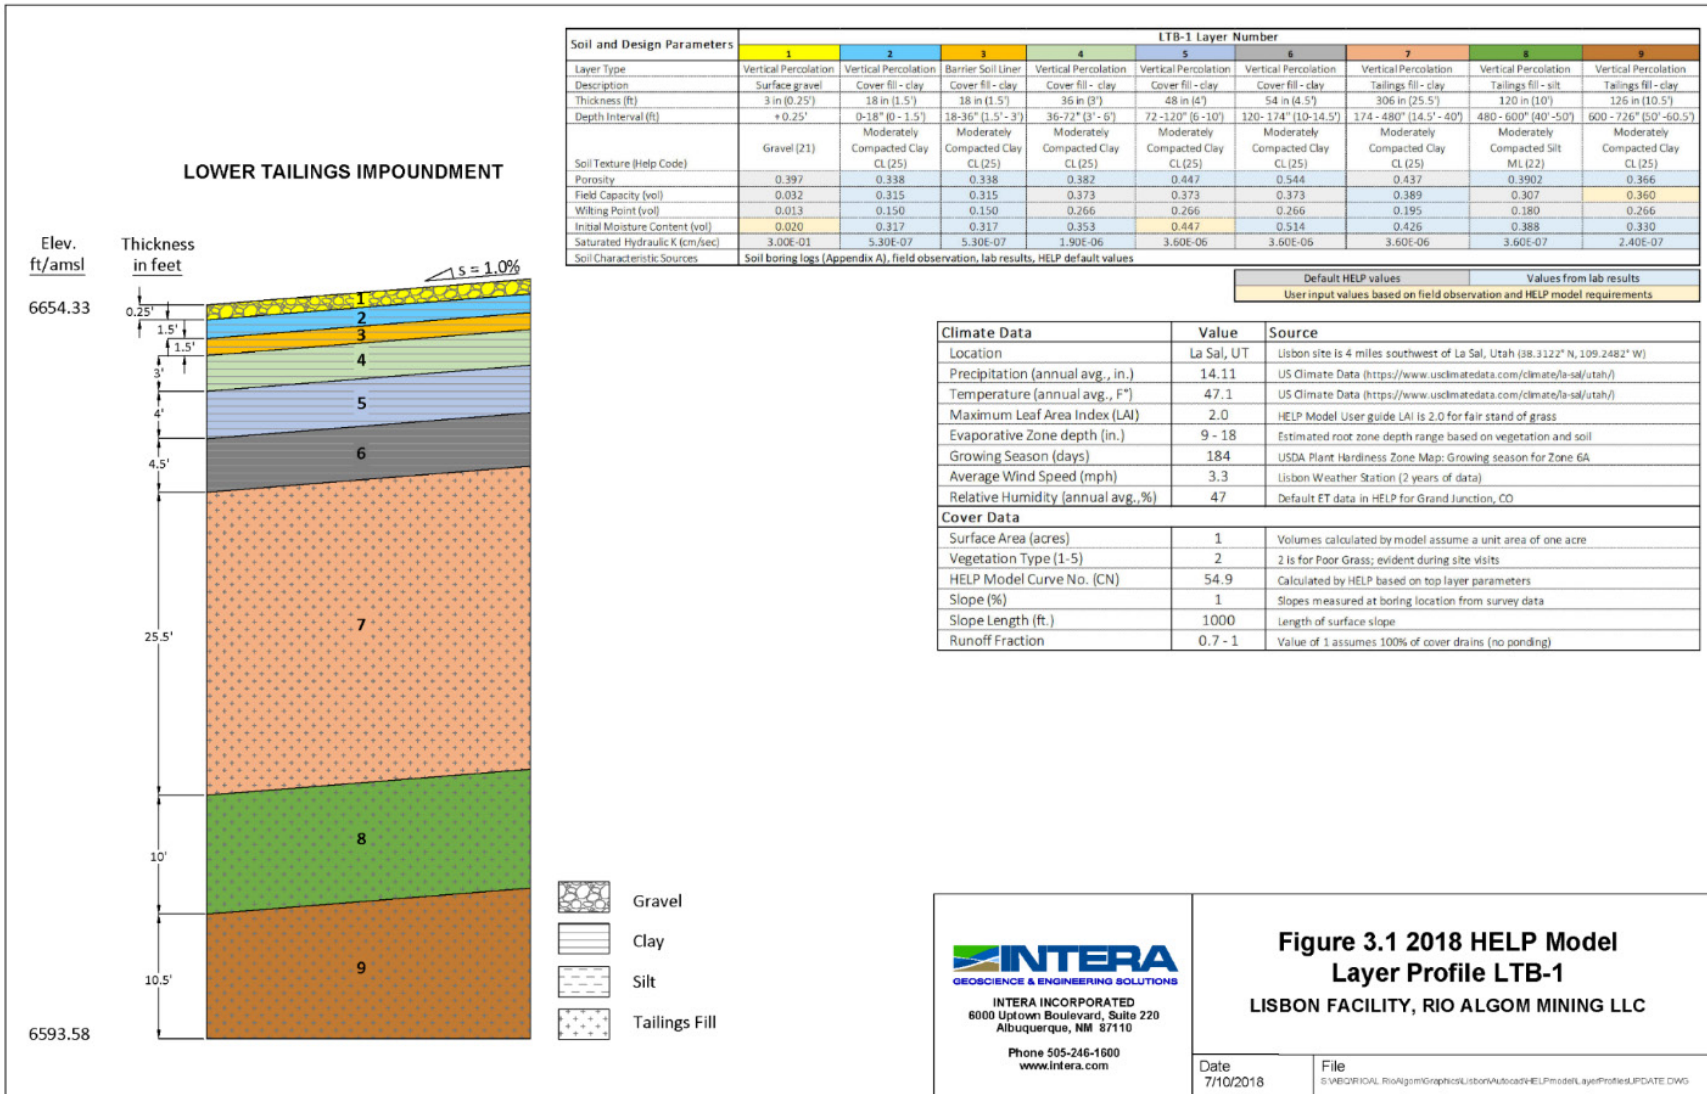 LOWER TAILINGS IMPOUNDMENT
Elev.
ft/amsl
Thickness
in feet
s = 1.0%
6654.33
0.25'
1.5'
1.5'
3'
4'
4.5'
25.5'
10'
10.5'
6593.58
1
2
3
4
5
6
7
8
9
Gravel
Clay
Silt
Tailings Fill
Soil and Design Parameters LTB-1 Layer Number
1 2 3 4 5 6 7 8 9
Layer Type Vertical Percolation Vertical Percolation Barrier Soil Liner Vertical Percolation Vertical Percolation Vertical Percolation Vertical Percolation Vertical Percolation Vertical Percolation
Description Surface gravel Cover fill - clay Cover fill - clay Cover fill - clay Cover fill - clay Cover fill - clay Tailings fill - clay Tailings fill - silt Tailings fill - clay
Thickness (ft) 3 in (0.25') 18 in (1.5') 18 in (1.5') 36 in (3') 48 in (4') 54 in (4.5') 306 in (25.5') 120 in (10') 126 in (10.5')
Depth Interval (ft) + 0.25' 0-18" (0 - 1.5') 18-36" (1.5' - 3') 36-72" (3' - 6') 72 -120" (6 -10') 120- 174" (10-14.5') 174 - 480" (14.5' - 40') 480 - 600" (40' -50') 600 - 726" (50' -60.5')
Soil Texture (Help Code) Gravel (21) Moderately Compacted Clay CL (25) Moderately Compacted Clay CL (25) Moderately Compacted Clay CL (25) Moderately Compacted Clay CL (25) Moderately Compacted Clay CL (25) Moderately Compacted Clay CL (25) Moderately Compacted Silt ML (22) Moderately Compacted Clay CL (25)
Porosity 0.397 0.338 0.338 0.382 0.447 0.544 0.437 0.3902 0.366
Field Capacity (vol) 0.032 0.315 0.315 0.373 0.373 0.373 0.389 0.307 0.360
Wilting Point (vol) 0.013 0.150 0.150 0.266 0.266 0.266 0.195 0.180 0.266
Initial Moisture Content (vol) 0.020 0.317 0.317 0.353 0.447 0.514 0.426 0.388 0.330
Saturated Hydraulic K (cm/sec) 3.00E-01 5.30E-07 5.30E-07 1.90E-06 3.60E-06 3.60E-06 3.60E-06 3.60E-07 2.40E-07
Soil Characteristic Sources Soil boring logs (Appendix A), field observation, lab results, HELP default values
Default HELP values Values from lab results
User input values based on field observation and HELP model requirements
Climate Data Value Source
Location La Sal, UT Lisbon site is 4 miles southwest of La Sal, Utah (38.3122° N, 109.2482° W)
Precipitation (annual avg., in.) 14.11 US Climate Data (https://www.usclimatedata.com/climate/la-sal/utah/)
Temperature (annual avg., F°) 47.1 US Climate Data (https://www.usclimatedata.com/climate/la-sal/utah/)
Maximum Leaf Area Index (LAI) 2.0 HELP Model User guide LAI is 2.0 for fair stand of grass
Evaporative Zone depth (in.) 9 - 18 Estimated root zone depth range based on vegetation and soil
Growing Season (days) 184 USDA Plant Hardiness Zone Map: Growing season for Zone 6A
Average Wind Speed (mph) 3.3 Lisbon Weather Station (2 years of data)
Relative Humidity (annual avg.,%) 47 Default ET data in HELP for Grand Junction, CO
Cover Data
Surface Area (acres) 1 Volumes calculated by model assume a unit area of one acre
Vegetation Type (1-5) 2 2 is for Poor Grass; evident during site visits
HELP Model Curve No. (CN) 54.9 Calculated by HELP based on top layer parameters
Slope (%) 1 Slopes measured at boring location from survey data
Slope Length (ft.) 1000 Length of surface slope
Runoff Fraction 0.7 - 1 Value of 1 assumes 100% of cover drains (no ponding)
INTERA
GEOSCIENCE & ENGINEERING SOLUTIONS
INTERA INCORPORATED
6000 Uptown Boulevard, Suite 220
Albuquerque, NM 87110
Phone 505-246-1600
www.intera.com
Figure 3.1 2018 HELP Model
Layer Profile LTB-1
LISBON FACILITY, RIO ALGOM MINING LLC
Date
7/10/2018
File
S:\ABQ\RIOAL RioAlgom\Graphics\Lisbon\Autocad\HELPmodel\LayerProfilesUPDATE.DWG